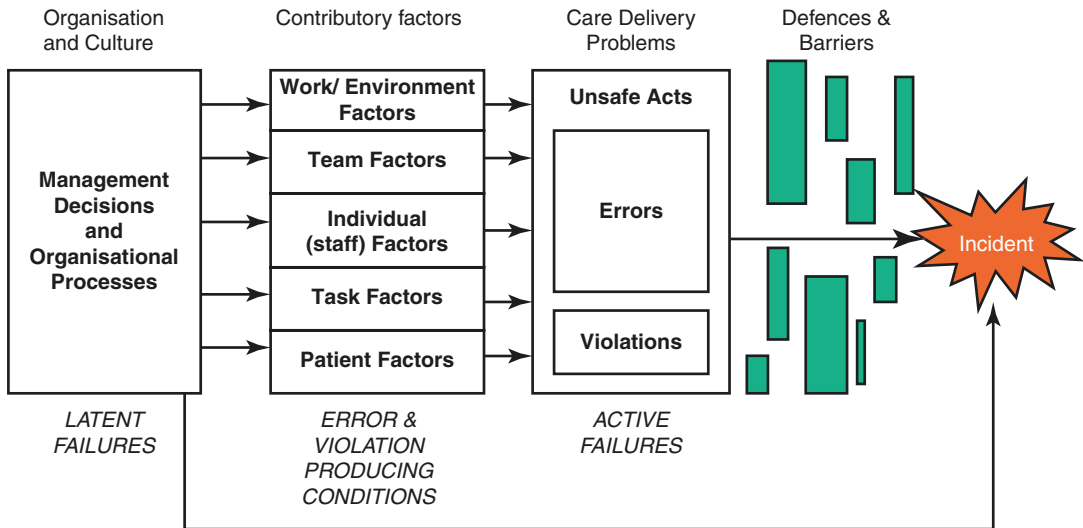 Organisation
and Culture
Contributory factors
Care Delivery
Problems
Defences &
Barriers
Management
Decisions
and
Organisational
Processes
Work/ Environment
Factors
Team Factors
Individual
(staff) Factors
Task Factors
Patient Factors
Unsafe Acts
Errors
Violations
Incident
LATENT
FAILURES
ERROR &
VIOLATION
PRODUCING
CONDITIONS
ACTIVE
FAILURES